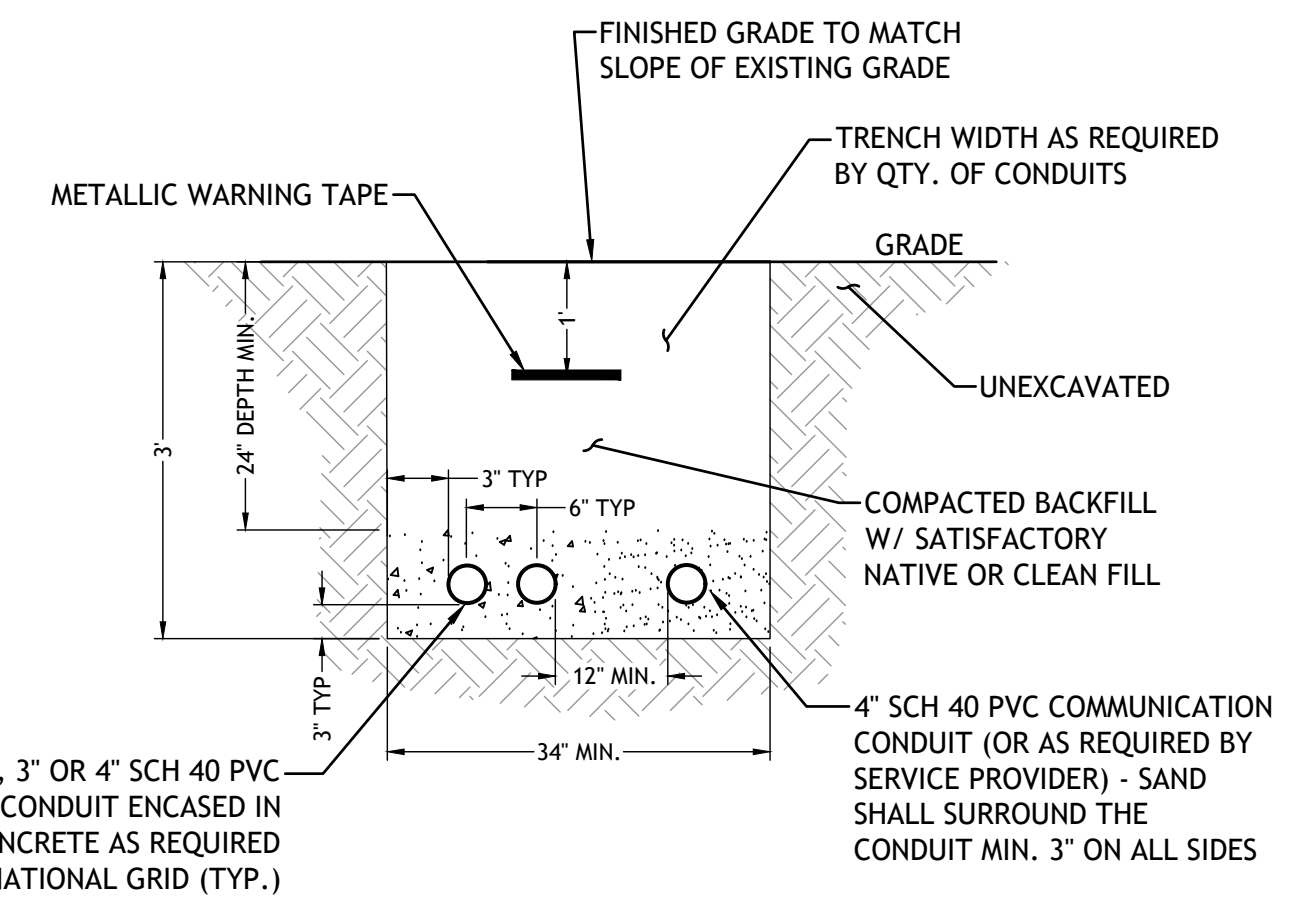 FINISHED GRADE TO MATCH
SLOPE OF EXISTING GRADE
TRENCH WIDTH AS REQUIRED
BY QTY. OF CONDUITS
METALLIC WARNING TAPE
GRADE
1'
24" DEPTH MIN.
UNEXCAVATED
3'
3" TYP
6" TYP
COMPACTED BACKFILL
W/ SATISFACTORY
NATIVE OR CLEAN FILL
12" MIN.
3" TYP
34" MIN.
4" SCH 40 PVC COMMUNICATION
CONDUIT (OR AS REQUIRED BY
SERVICE PROVIDER) - SAND
SHALL SURROUND THE
CONDUIT MIN. 3" ON ALL SIDES
, 3" OR 4" SCH 40 PVC
CONDUIT ENCASED IN
AS REQUIRED
NATIONAL GRID (TYP.)